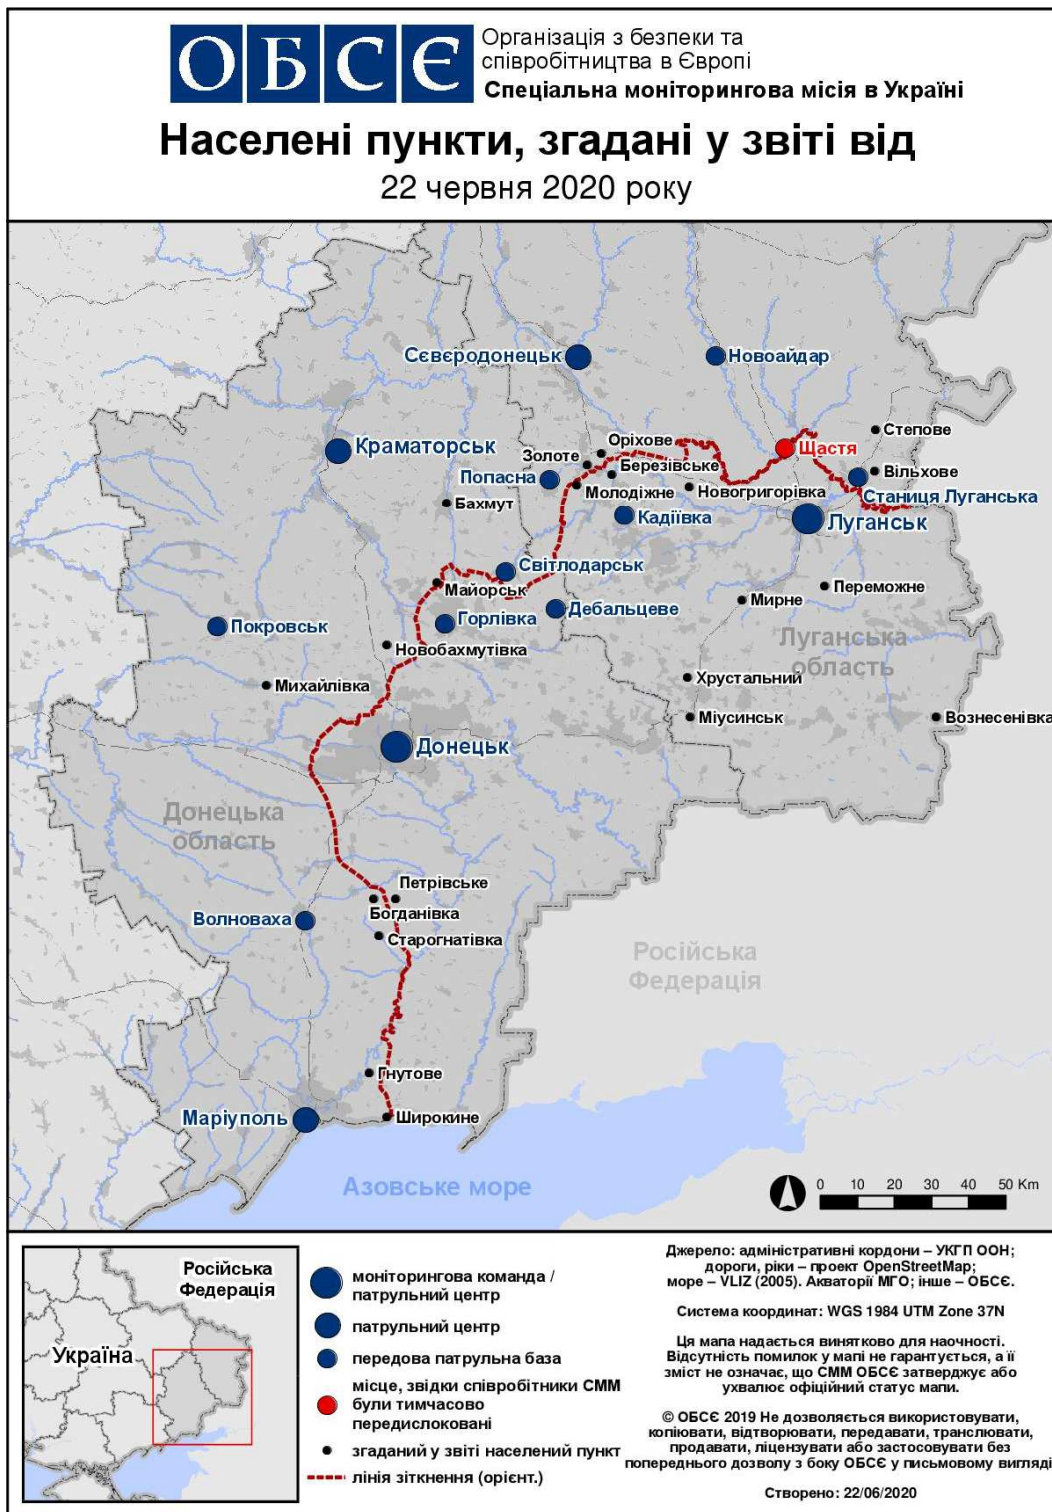 ОБСЄ
Організація з безпеки та
співробітництва в Європі
Спеціальна моніторингова місія в Україні
Населені пункти, згадані у звіті від
22 червня 2020 року
Сєвєродонецьк
Новоайдар
Степове
Краматорськ
Оріхове
Щастя
Золоте
Березівське
Вільхове
Попасна
Молодіжне
Новогригорівка
Станиця Луганська
Бахмут
Кадіївка
Луганськ
Світлодарськ
Майорськ
Переможне
Мирне
Дебальцеве
Горлівка
Покровськ
Новобахмутівка
Луганська
область
Михайлівка
Хрустальний
Міусинськ
Вознесенівка
Донецьк
Донецька
область
Петрівське
Богданівка
Волноваха
Старогнатівка
Російська
Федерація
Гнутове
Маріуполь
Широкине
Азовське море
0 10 20 30 40 50 Km
Російська
Федерація
Україна
моніторингова команда /
патрульний центр
патрульний центр
передова патрульна база
місце, звідки співробітники СММ
були тимчасово
передислоковані
згаданий у звіті населений пункт
лінія зіткнення (орієнт.)
Джерело: адміністративні кордони – УКГП ООН;
дороги, ріки – проект OpenStreetMap;
море – VLIZ (2005). Акваторії МГО; інше – ОБСЄ.
Система координат: WGS 1984 UTM Zone 37N
Ця мапа надається винятково для наочності.
Відсутність помилок у мапі не гарантується, а її
зміст не означає, що СММ ОБСЄ затверджує або
ухвалює офіційний статус мапи.
© ОБСЄ 2019 Не дозволяється використовувати,
копіювати, відтворювати, передавати, транслювати,
продавати, ліцензувати або застосовувати без
попереднього дозволу з боку ОБСЄ у письмовому вигляді
Створено: 22/06/2020